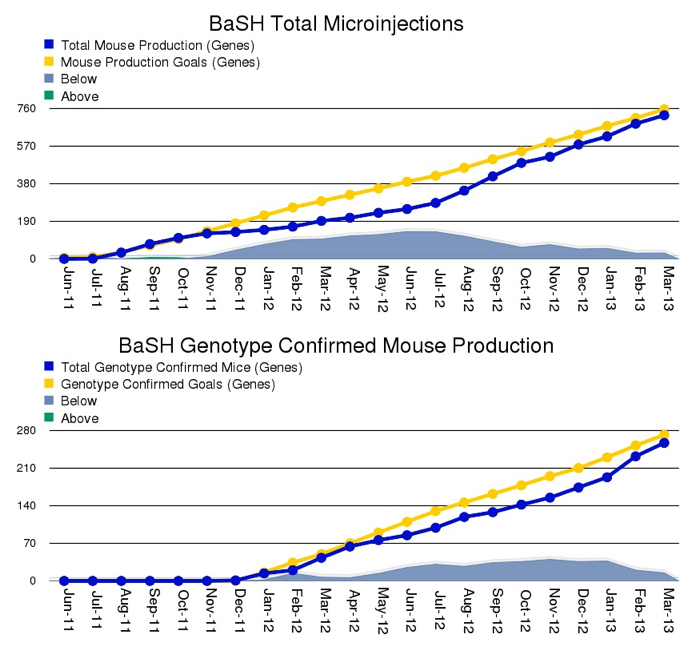 BaSH Total Microinjections
Total Mouse Production (Genes)
Mouse Production Goals (Genes)
Below
Above
760
570
380
190
0
Jun-11 Jul-11 Aug-11 Sep-11 Oct-11 Nov-11 Dec-11 Jan-12 Feb-12 Mar-12 Apr-12 May-12 Jun-12 Jul-12 Aug-12 Sep-12 Oct-12 Nov-12 Dec-12 Jan-13 Feb-13 Mar-13
BaSH Genotype Confirmed Mouse Production
Total Genotype Confirmed Mice (Genes)
Genotype Confirmed Goals (Genes)
Below
Above
280
210
140
70
0
Jun-11 Jul-11 Aug-11 Sep-11 Oct-11 Nov-11 Dec-11 Jan-12 Feb-12 Mar-12 Apr-12 May-12 Jun-12 Jul-12 Aug-12 Sep-12 Oct-12 Nov-12 Dec-12 Jan-13 Feb-13 Mar-13